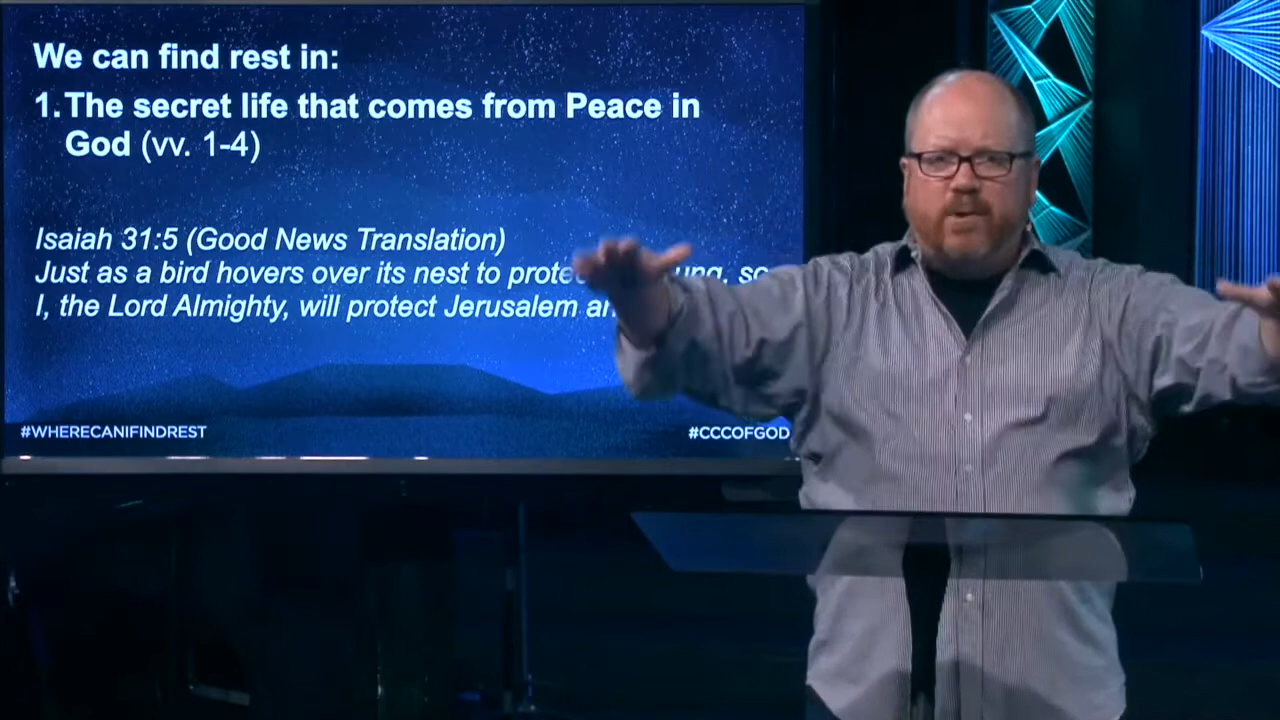 We can find rest in:
1. The secret life that comes from Peace in
God (vv. 1-4)
Isaiah 31:5 (Good News Translation)
Just as a bird hovers over its nest to so
I, the Lord Almighty, will protect Jerusalem
#WHERECANIFINDREST
#CCCOFGOD